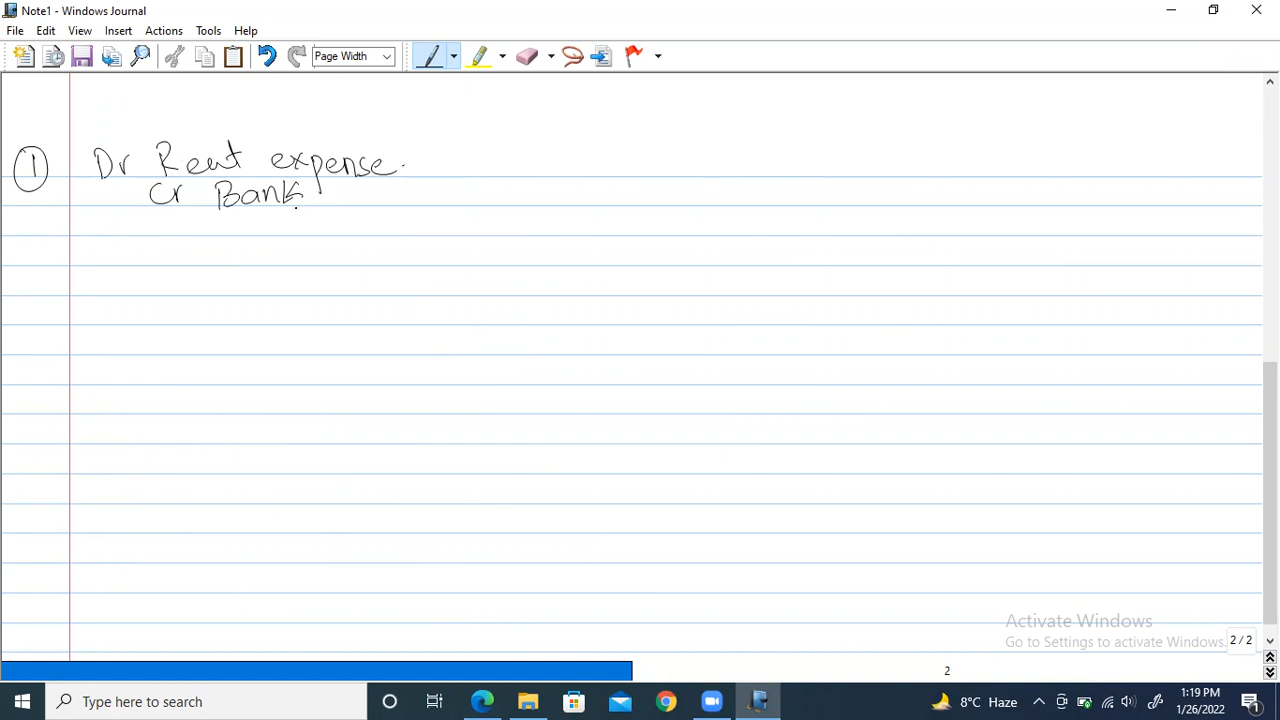 Note1 - Windows Journal
File Edit View Insert Actions Tools Help
Page Width
① Dr Rent expense.
Cr Bank
Activate Windows
Go to Settings to activate Windows.
2 / 2
2
Type here to search
8°C Haze
1:19 PM
1/26/2022
1